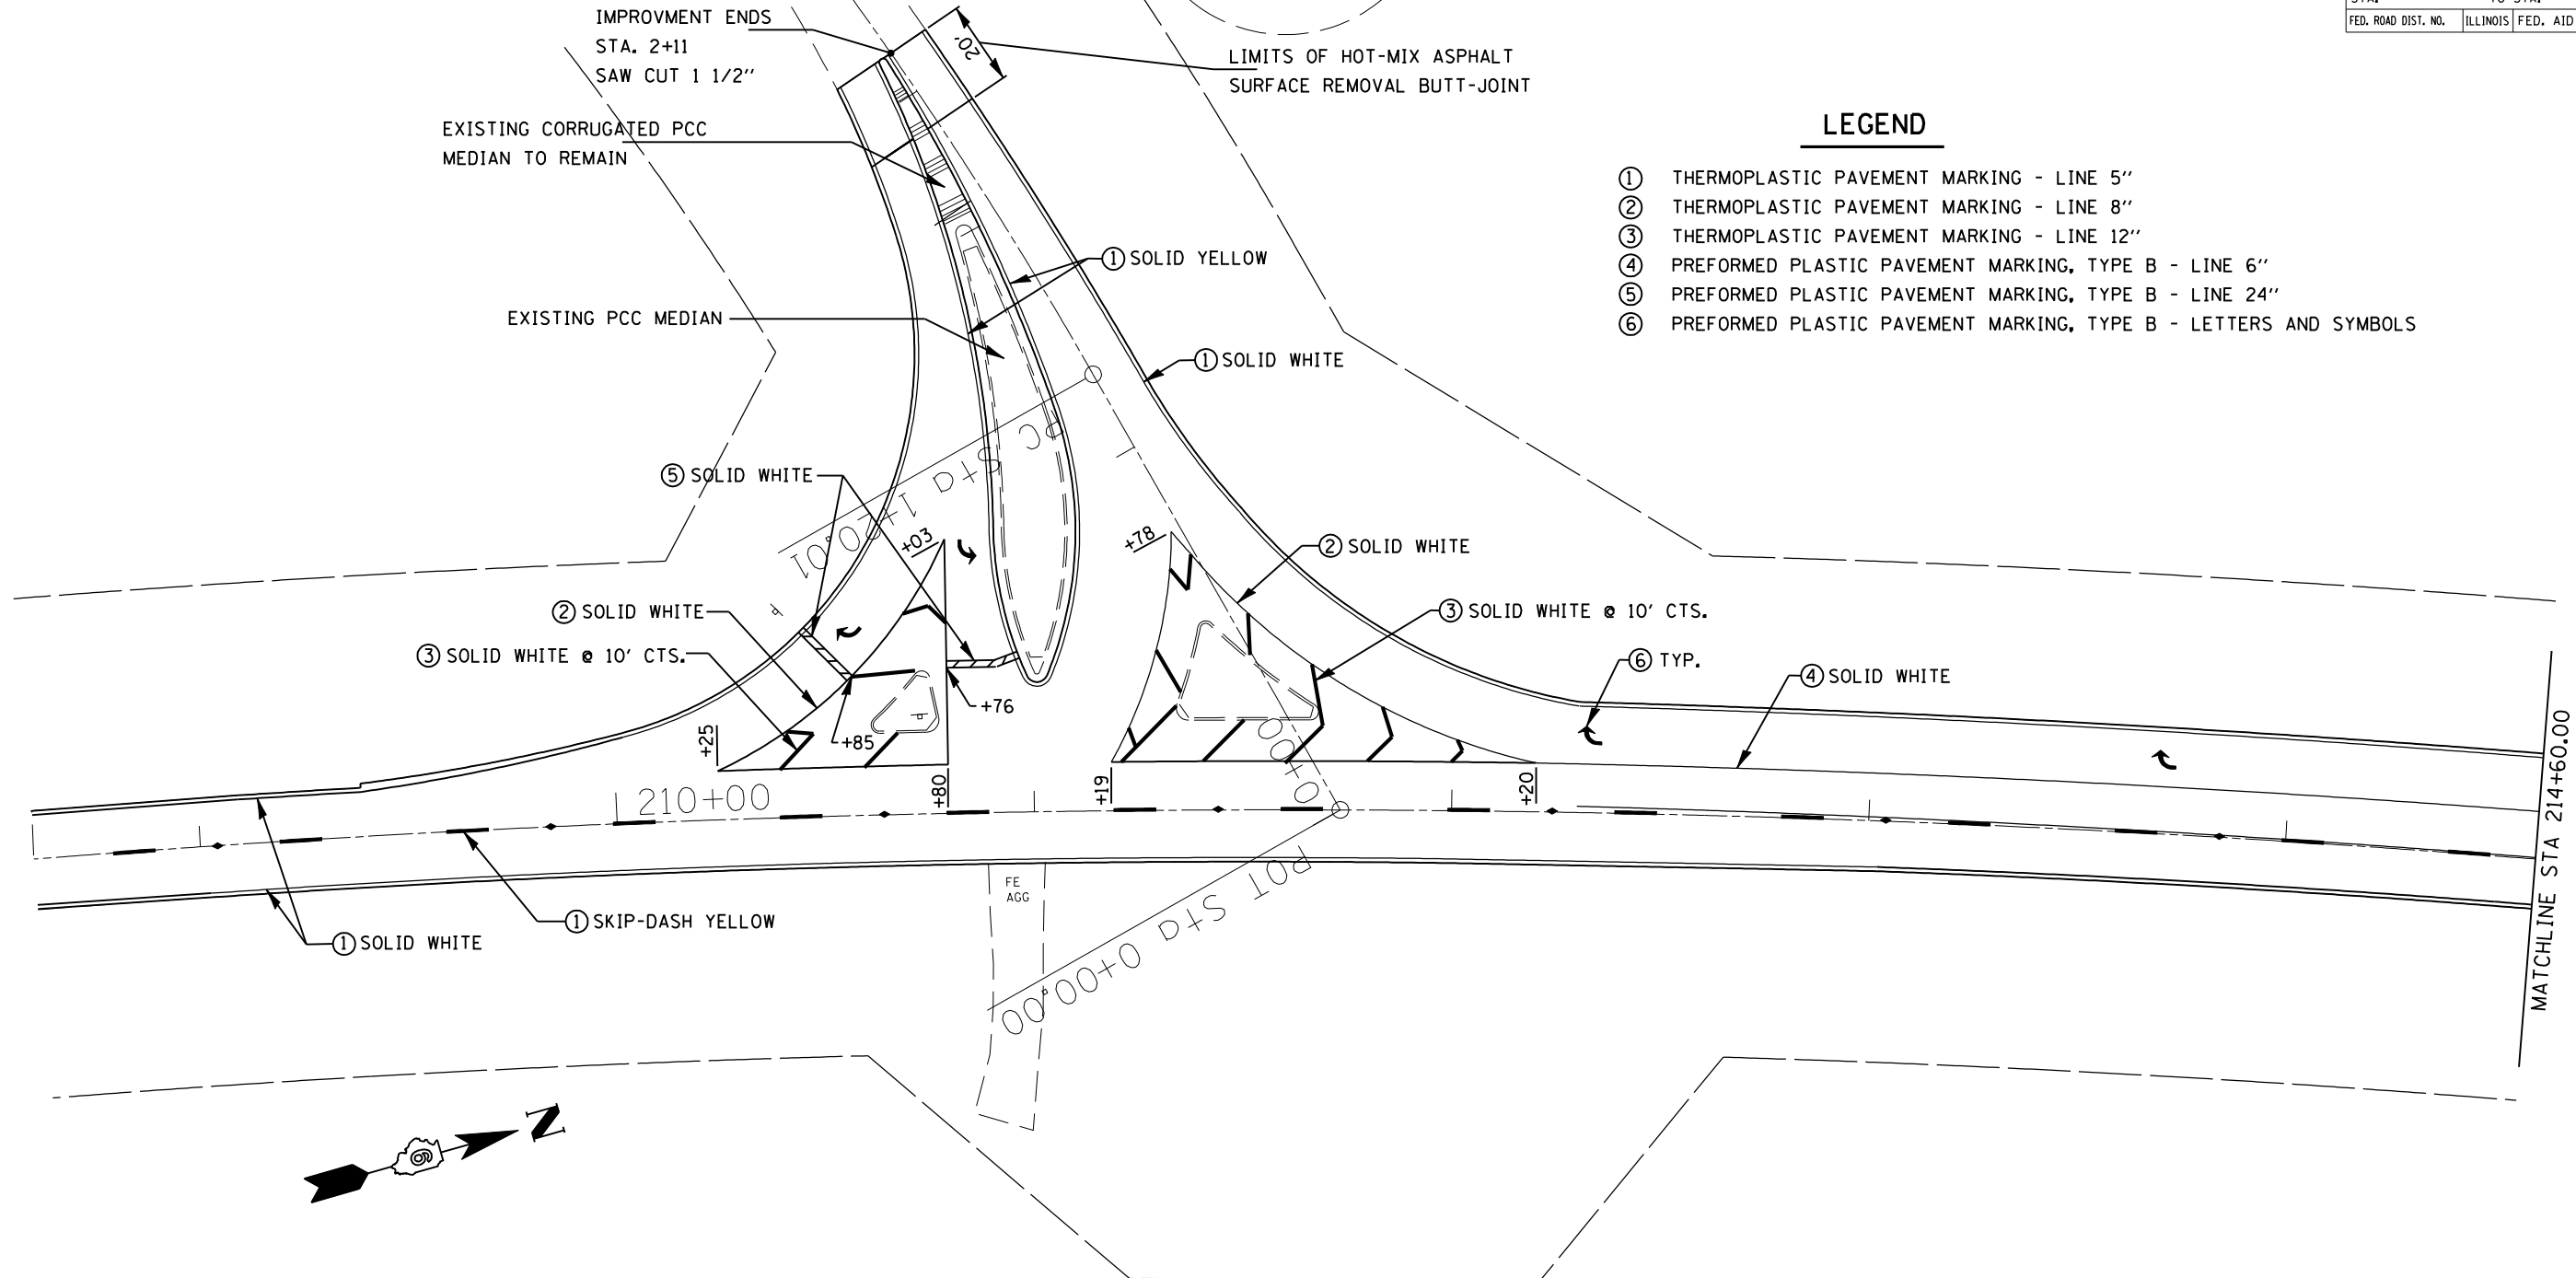 IMPROVMENT ENDS
STA. 2+11
SAW CUT 1 1/2''
20'
LIMITS OF HOT-MIX ASPHALT
SURFACE REMOVAL BUTT-JOINT
FED. ROAD DIST. NO. ILLINOIS FED. AID
EXISTING CORRUGATED PCC
MEDIAN TO REMAIN
LEGEND
① THERMOPLASTIC PAVEMENT MARKING - LINE 5''
② THERMOPLASTIC PAVEMENT MARKING - LINE 8''
③ THERMOPLASTIC PAVEMENT MARKING - LINE 12''
④ PREFORMED PLASTIC PAVEMENT MARKING, TYPE B - LINE 6''
⑤ PREFORMED PLASTIC PAVEMENT MARKING, TYPE B - LINE 24''
⑥ PREFORMED PLASTIC PAVEMENT MARKING, TYPE B - LETTERS AND SYMBOLS
① SOLID YELLOW
EXISTING PCC MEDIAN
① SOLID WHITE
PC Sta 1+00.01
⑤ SOLID WHITE
+03
+78
② SOLID WHITE
② SOLID WHITE
③ SOLID WHITE @ 10' CTS.
③ SOLID WHITE @ 10' CTS.
⑥ TYP.
④ SOLID WHITE
+76
+85
+25
+80
+19
+20
210+00
0+00
POT Sta 0+00.00
FE
AGG
① SKIP-DASH YELLOW
① SOLID WHITE
MATCHLINE STA 214+60.00
N
9